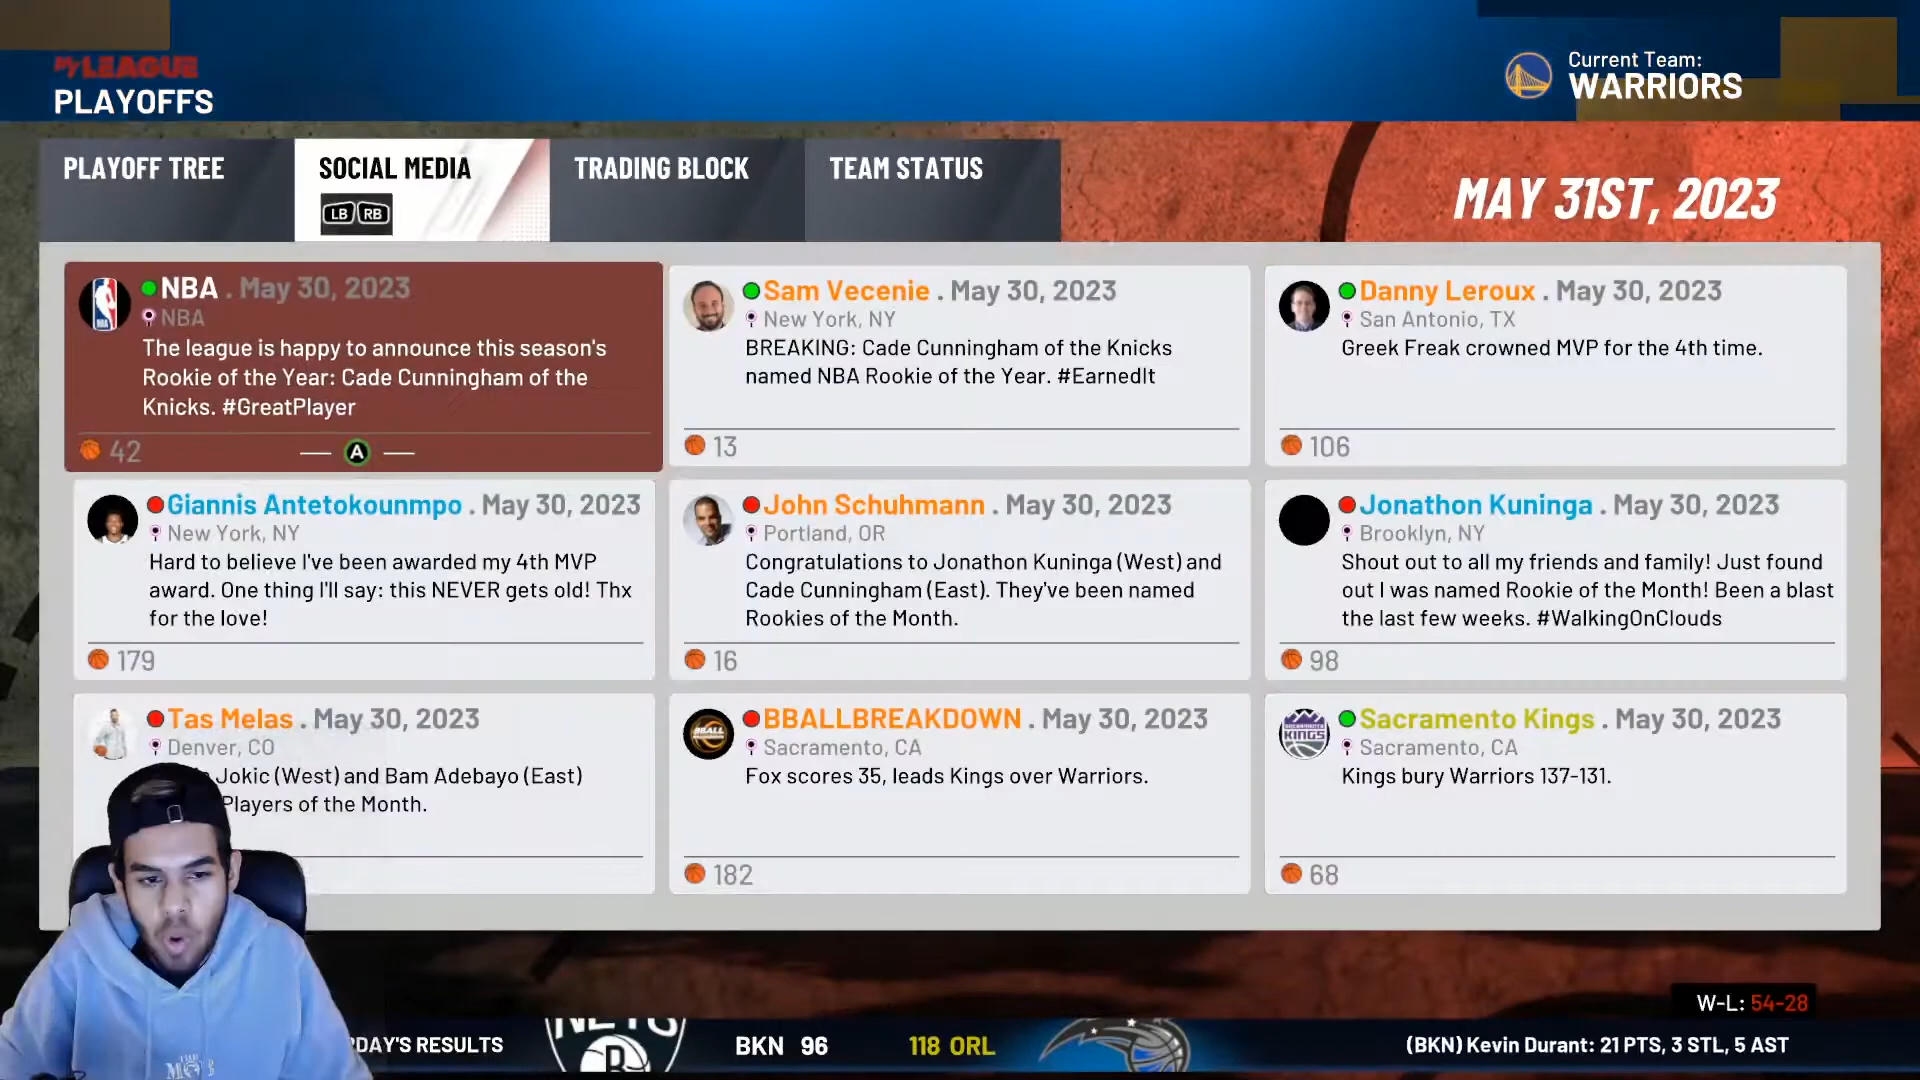 MyLEAGUE
PLAYOFFS
Current Team:
WARRIORS
PLAYOFF TREE
SOCIAL MEDIA
LB RB
TRADING BLOCK
TEAM STATUS
MAY 31ST, 2023
NBA . May 30, 2023
NBA
The league is happy to announce this season's
Rookie of the Year: Cade Cunningham of the
Knicks. #GreatPlayer
42
A
Sam Vecenie . May 30, 2023
New York, NY
BREAKING: Cade Cunningham of the Knicks
named NBA Rookie of the Year. #EarnedIt
13
Danny Leroux . May 30, 2023
San Antonio, TX
Greek Freak crowned MVP for the 4th time.
106
Giannis Antetokounmpo . May 30, 2023
New York, NY
Hard to believe I've been awarded my 4th MVP
award. One thing I'll say: this NEVER gets old! Thx
for the love!
179
John Schuhmann . May 30, 2023
Portland, OR
Congratulations to Jonathon Kuninga (West) and
Cade Cunningham (East). They've been named
Rookies of the Month.
16
Jonathon Kuninga . May 30, 2023
Brooklyn, NY
Shout out to all my friends and family! Just found
out I was named Rookie of the Month! Been a blast
the last few weeks. #WalkingOnClouds
98
Tas Melas . May 30, 2023
Denver, CO
Jokic (West) and Bam Adebayo (East)
Players of the Month.
BBALLBREAKDOWN . May 30, 2023
Sacramento, CA
Fox scores 35, leads Kings over Warriors.
182
Sacramento Kings . May 30, 2023
Sacramento, CA
Kings bury Warriors 137-131.
68
W-L: 54-28
DAY'S RESULTS
NETS
B
BKN 96
118 ORL
(BKN) Kevin Durant: 21 PTS, 3 STL, 5 AST